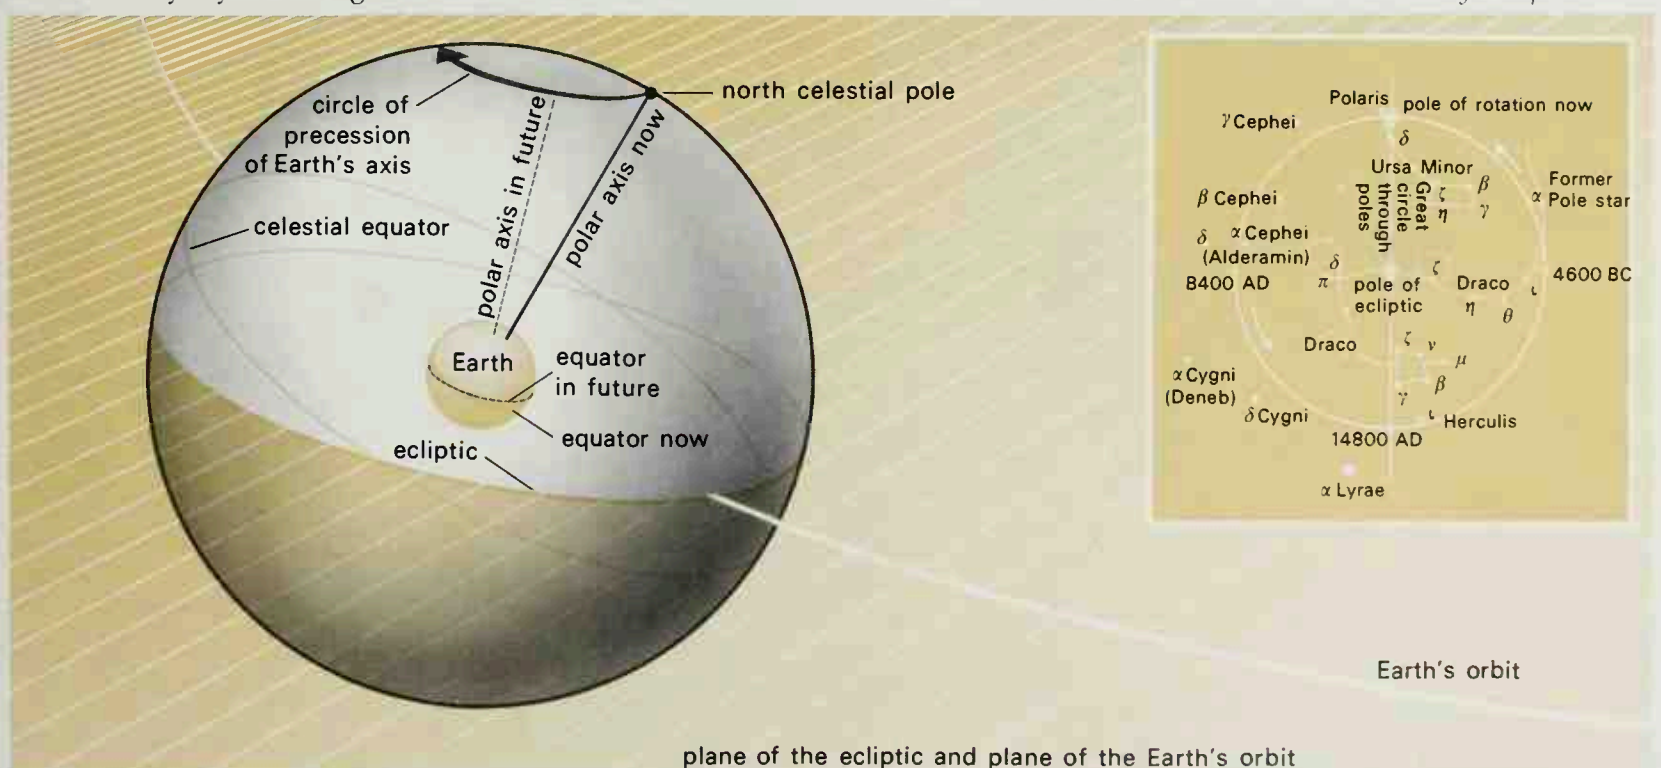 circle of
precession
of Earth's axis
north celestial pole
polar axis in future
polar axis now
celestial equator
Earth
equator
in future
equator now
ecliptic
Polaris
pole of rotation now
γ Cephei
δ
Ursa Minor
Great
circle
through
poles
ζ
β
η
γ
Former
α Pole star
β Cephei
δ
α Cephei
(Alderamin)
8400 AD
δ
π
pole of
ecliptic
ζ
Draco
ι
4600 BC
η
θ
Draco
ζ
ν
μ
β
γ
α Cygni
(Deneb)
δ Cygni
ι Herculis
14800 AD
α Lyrae
Earth's orbit
plane of the ecliptic and plane of the Earth's orbit